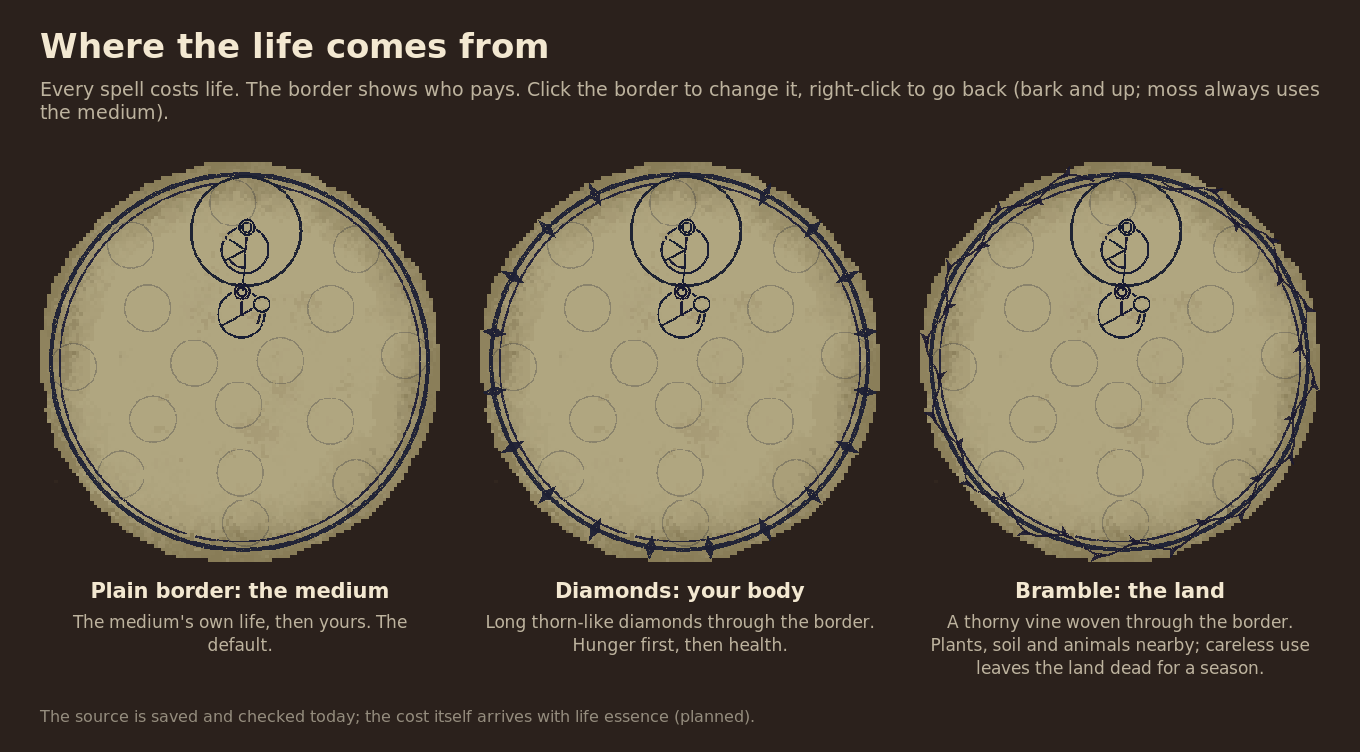 Where the life comes from
Every spell costs life. The border shows who pays. Click the border to change it, right-click to go back (bark and up; moss always uses
the medium).
Plain border: the medium
The medium's own life, then yours. The
default.
Diamonds: your body
Long thorn-like diamonds through the border.
Hunger first, then health.
Bramble: the land
A thorny vine woven through the border.
Plants, soil and animals nearby; careless use
leaves the land dead for a season.
The source is saved and checked today; the cost itself arrives with life essence (planned).